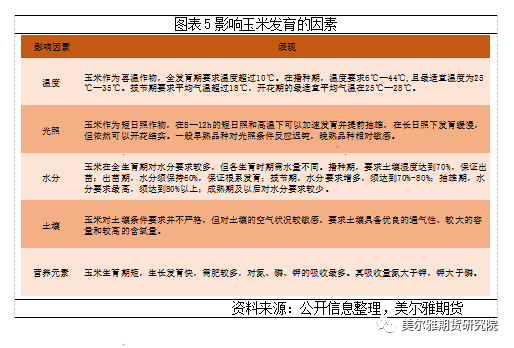 图表 5 影响玉米发育的因素
影响因素 表现
温度 玉米作为喜温作物，全发育期要求温度超过10℃。在播种期，温度要求6℃—44℃,且最适宜温度为25
℃—35℃。拔节期要求平均气温超过18℃，开花期的最适宜平均气温在25℃—28℃。
光照 玉米作为短日照作物，在8—12h的短日照和高温下可以加速发育并提前抽雄，在长日照下发育缓慢，
但依然可以开花结实。一般早熟品种对光照条件反应迟钝，晚熟品种相对敏感。
水分 玉米在全生育期对水分要求较多，但各生育时期需水量不同。播种期，要求土壤湿度达到70%，保证出
苗；出苗期，水分须保持60%，保证根系发育；拔节期，水分要求增多，须达到70%-80%；抽雄期，水
分要求最高，须达到80%以上；成熟期及以后对水分要求较少。
土壤 玉米对土壤条件要求并不严格，但对土壤的空气状况较敏感，要求土壤具备优良的通气性、较大的容
量和较高的含氧量。
营养元素 玉米生育期短，生长发育快，需肥较多，对氮、磷、钾的吸收最多。其吸收量氮大于钾，钾大于磷。
资料来源：公开信息整理，美尔雅期货
美尔雅期货研究院